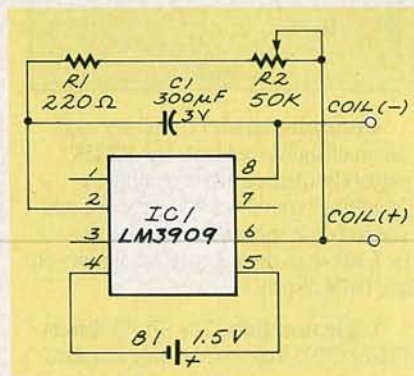 R1
220Ω
C1
300µF
3V
R2
50K
COIL(-)
1
2
3
4
8
7
6
5
IC1
LM3909
COIL(+)
B1
1.5V
+